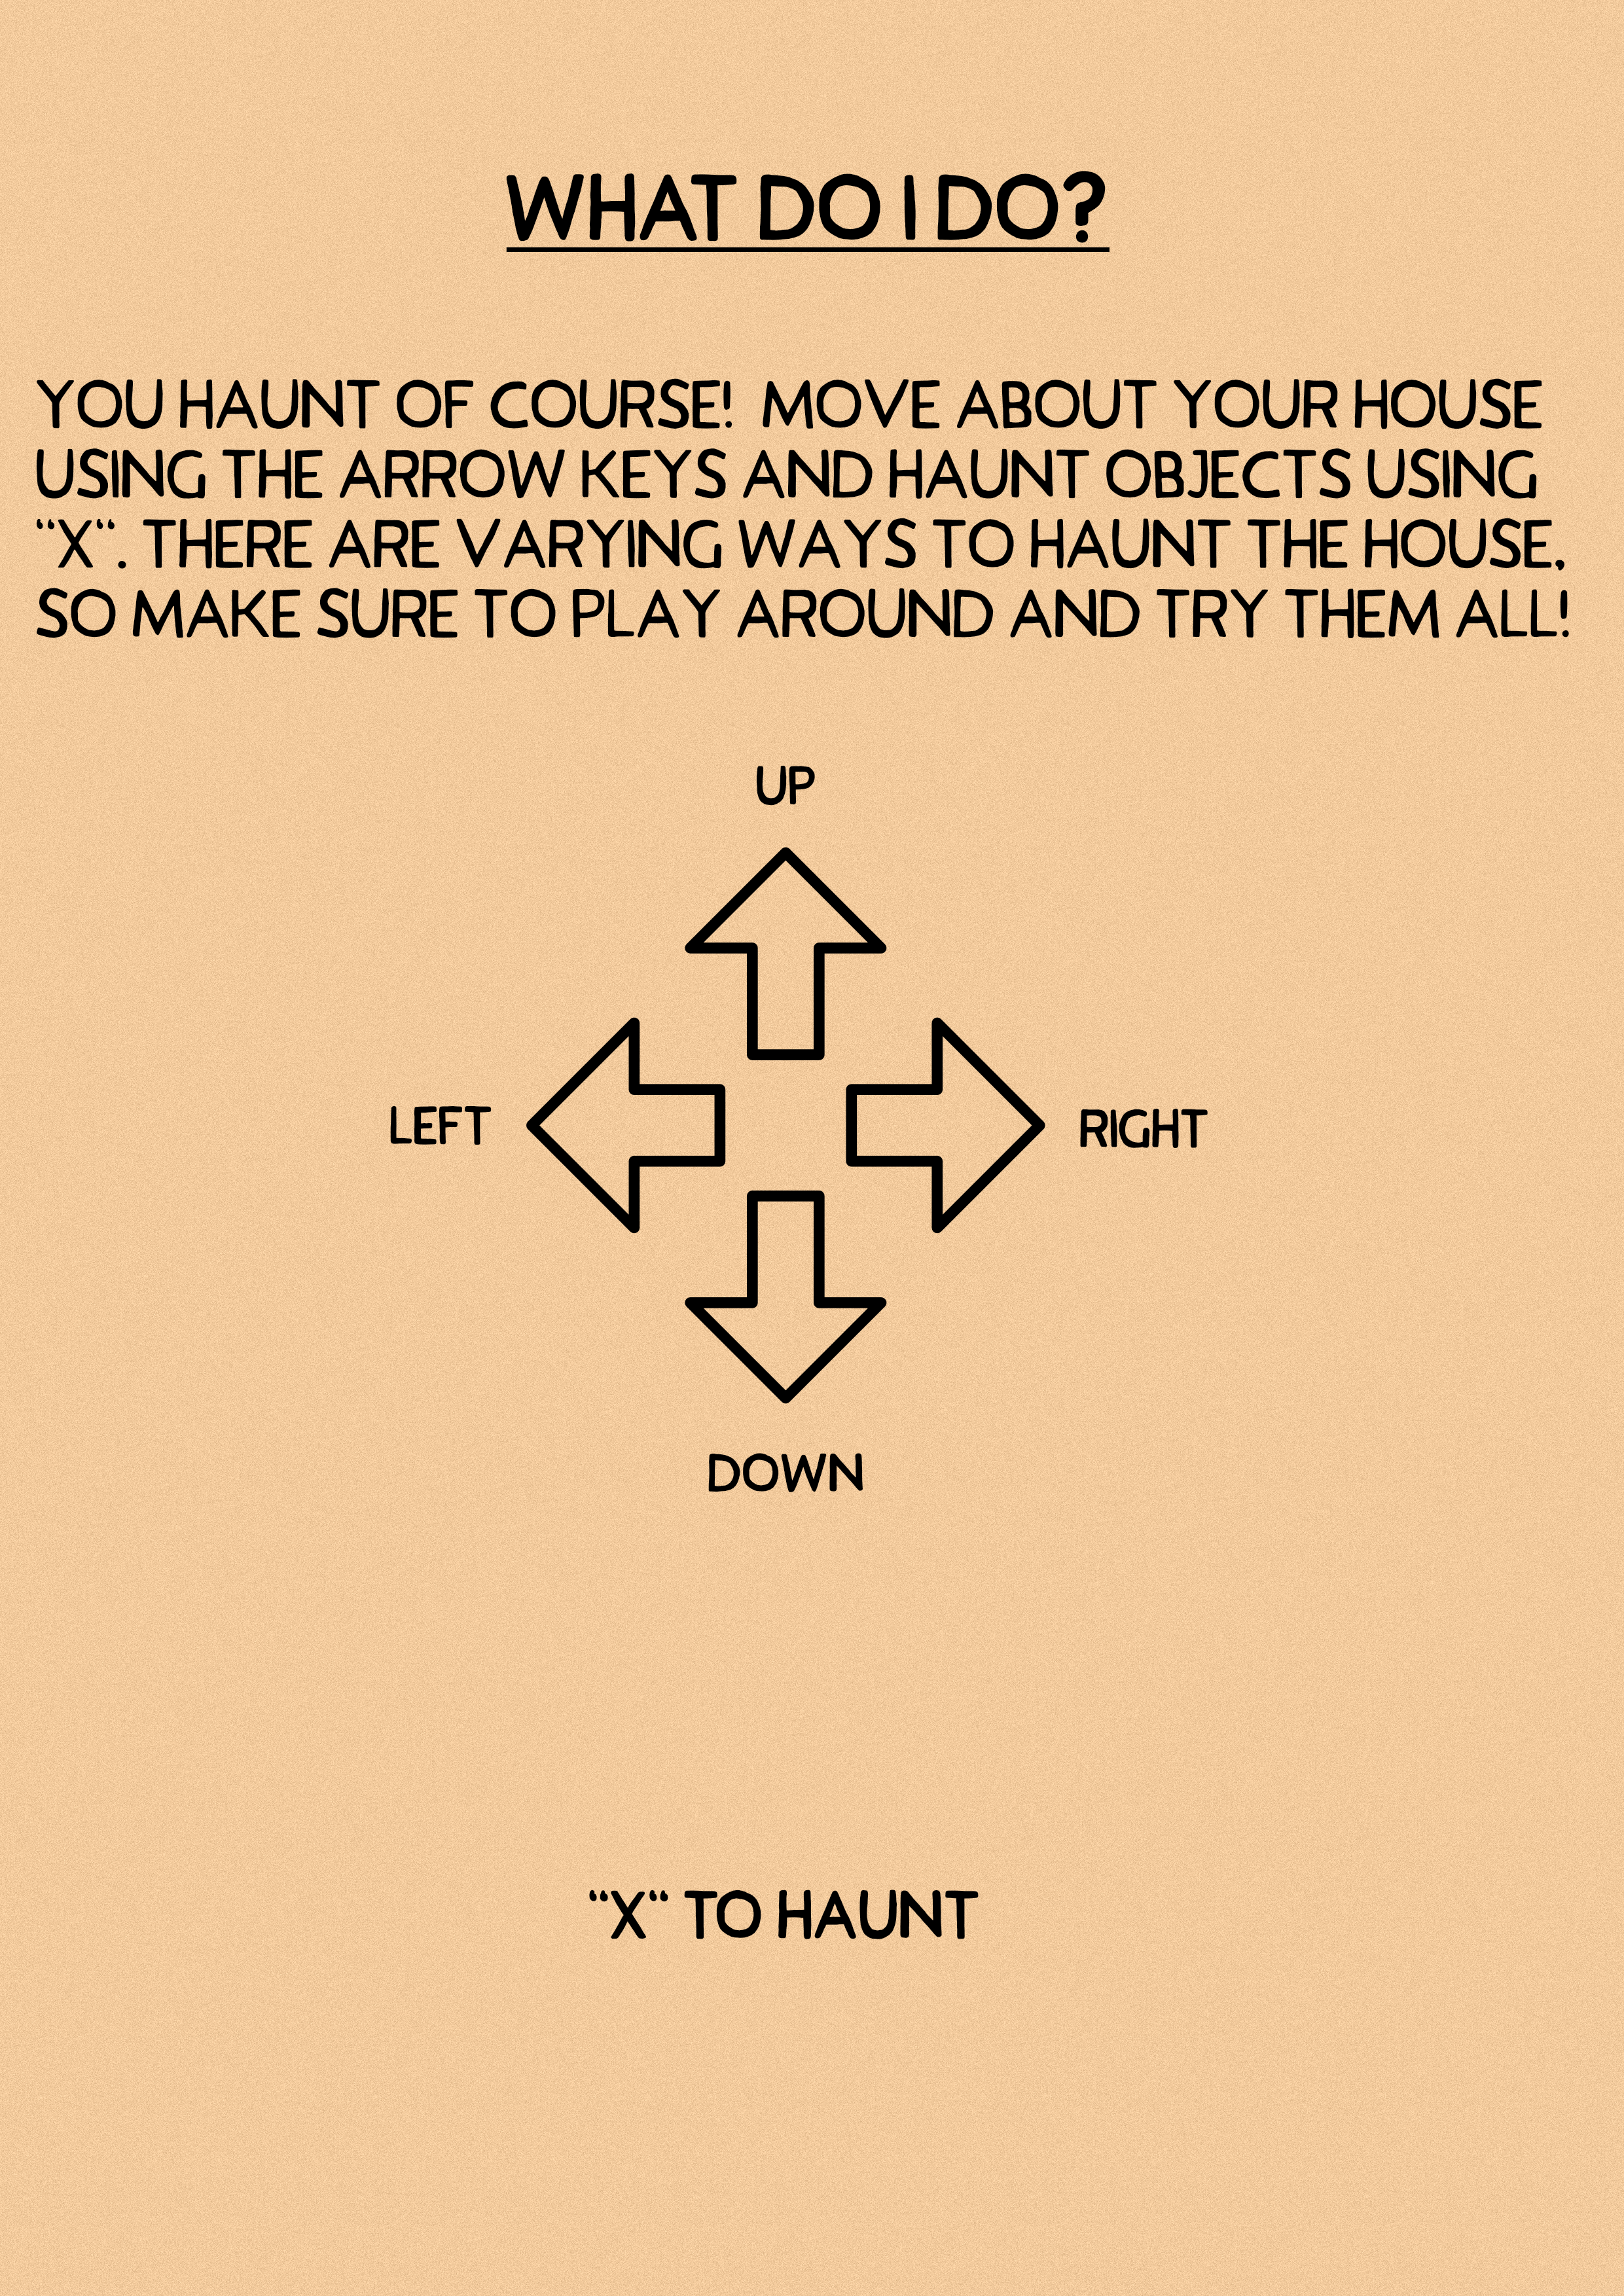 WHAT DO I DO?
YOU HAUNT OF COURSE! MOVE ABOUT YOUR HOUSE
USING THE ARROW KEYS AND HAUNT OBJECTS USING
“X“. THERE ARE VARYING WAYS TO HAUNT THE HOUSE,
SO MAKE SURE TO PLAY AROUND AND TRY THEM ALL!
UP
LEFT
RIGHT
DOWN
“X“ TO HAUNT